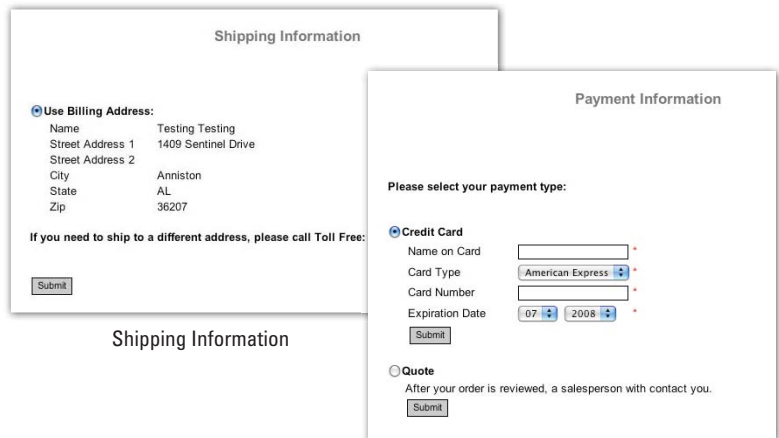 Shipping Information
Use Billing Address:
Name Testing Testing
Street Address 1 1409 Sentinel Drive
Street Address 2
City Anniston
State AL
Zip 36207
If you need to ship to a different address, please call Toll Free:
Submit
Shipping Information
Payment Information
Please select your payment type:
Credit Card
Name on Card *
Card Type American Express *
Card Number *
Expiration Date 07 2008 *
Submit
Quote
After your order is reviewed, a salesperson with contact you.
Submit